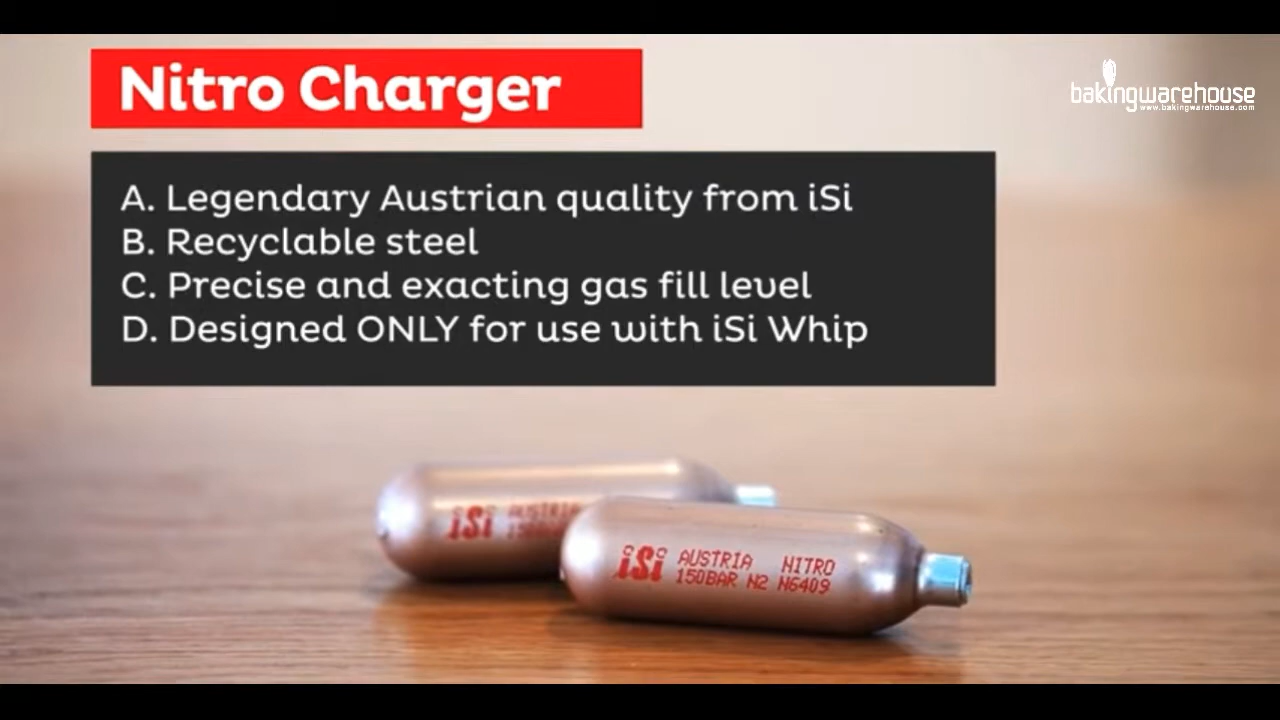 Nitro Charger
bakingwarehouse
www.bakingwarehouse.com
A. Legendary Austrian quality from iSi
B. Recyclable steel
C. Precise and exacting gas fill level
D. Designed ONLY for use with iSi Whip
iSi AUSTRIA
iSi AUSTRIA NITRO
150BAR N2 N6409